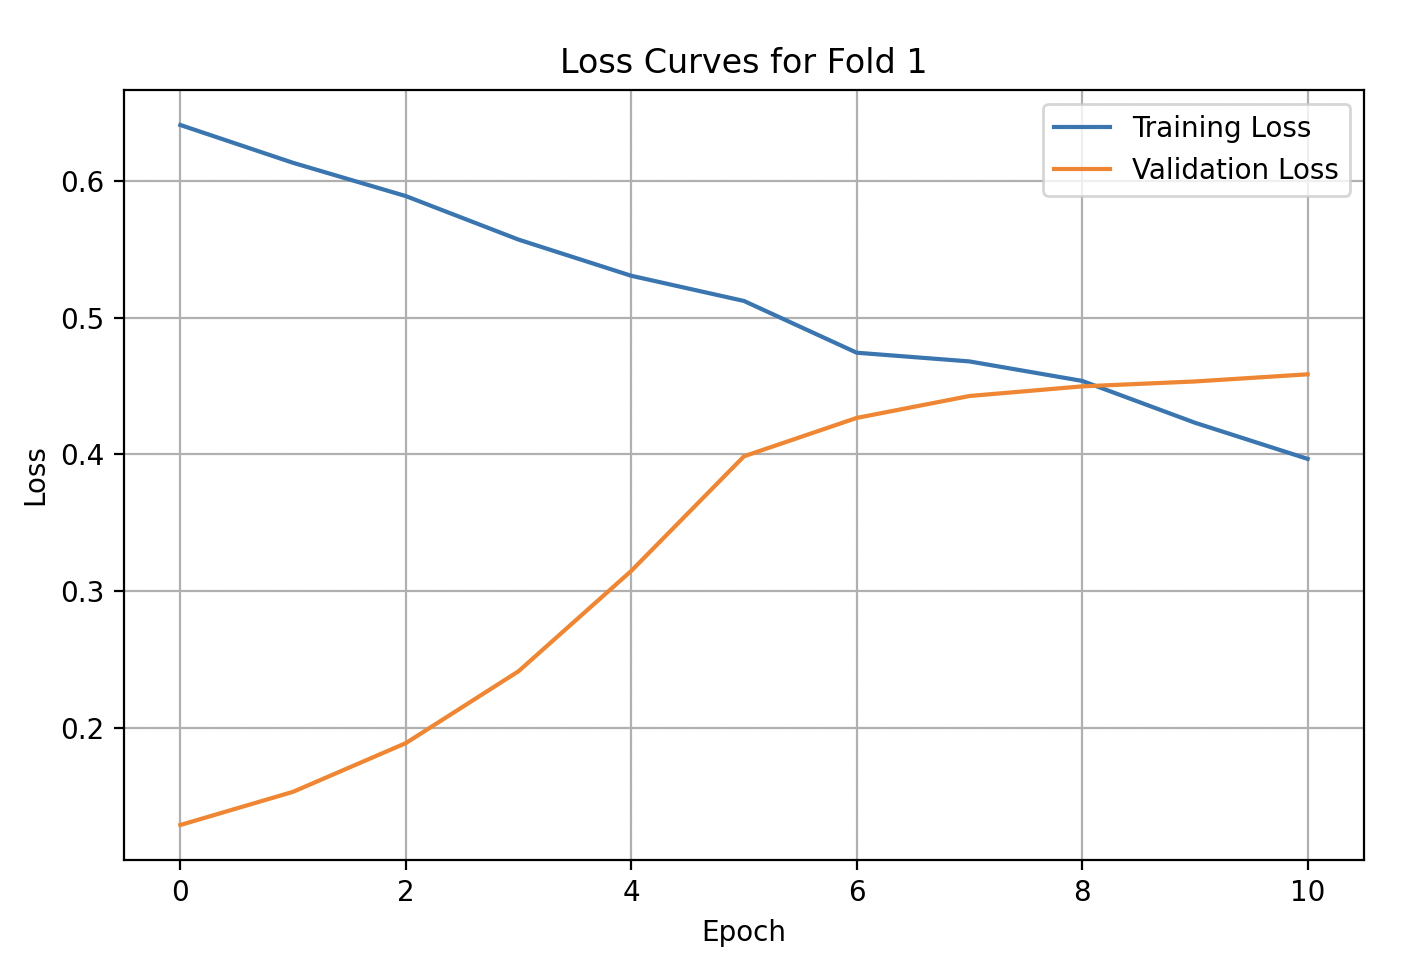 Loss Curves for Fold 1
Training Loss
Validation Loss
0.6
0.5
0.4
0.3
0.2
Loss
0 2 4 6 8 10
Epoch